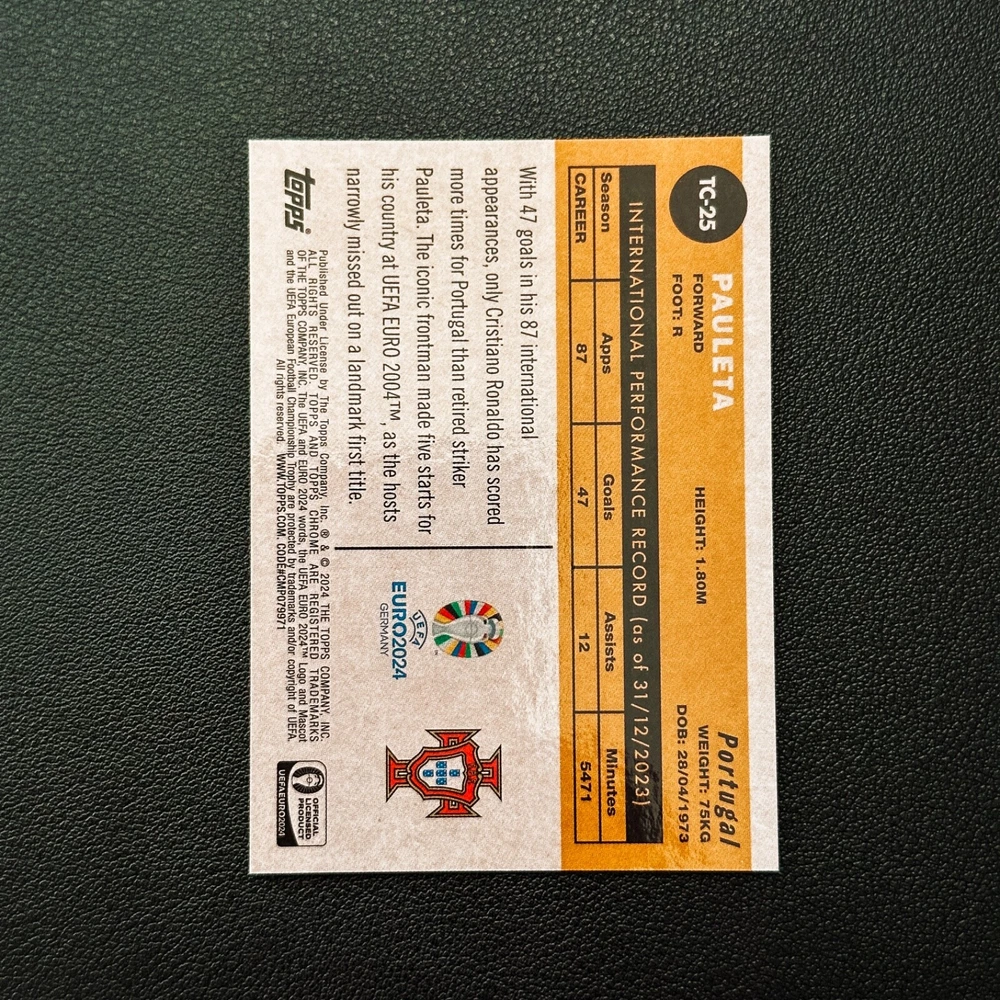 TC-25
PAULETA
Portugal
FORWARD
HEIGHT: 1.80M
WEIGHT: 75KG
FOOT: R
DOB: 28/04/1973
INTERNATIONAL PERFORMANCE RECORD (as of 31/12/2023)
Season Apps Goals Assists Minutes
CAREER 87 47 12 5471
With 47 goals in his 87 international
appearances, only Cristiano Ronaldo has scored
more times for Portugal than retired striker
Pauleta. The iconic frontman made five starts for
his country at UEFA EURO 2004™, as the hosts
narrowly missed out on a landmark first title.
UEFA
EURO2024
GERMANY
topps®
Published Under License by The Topps Company, Inc. ® & © 2024 THE TOPPS COMPANY, INC.
ALL RIGHTS RESERVED. TOPPS AND TOPPS CHROME ARE REGISTERED TRADEMARKS
OF THE TOPPS COMPANY, INC. The UEFA and EURO 2024 words, the UEFA EURO 2024™ Logo and Mascot
and the UEFA European Football Championship Trophy are protected by trademarks and/or copyright of UEFA.
All rights reserved. WWW.TOPPS.COM. CODE#CMP179971
OFFICIAL
LICENSED
PRODUCT
UEFA EURO2024